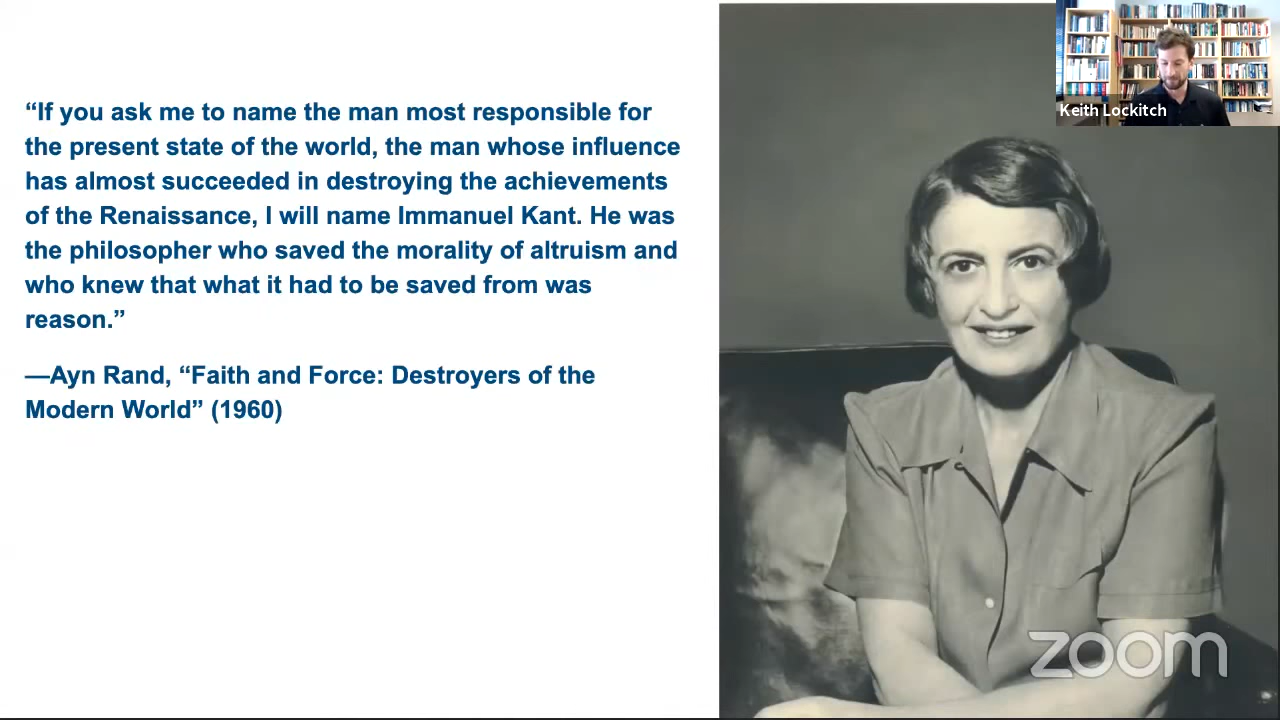 “If you ask me to name the man most responsible for
the present state of the world, the man whose influence
has almost succeeded in destroying the achievements
of the Renaissance, I will name Immanuel Kant. He was
the philosopher who saved the morality of altruism and
who knew that what it had to be saved from was
reason.”
—Ayn Rand, “Faith and Force: Destroyers of the
Modern World” (1960)
Keith Lockitch
zoom